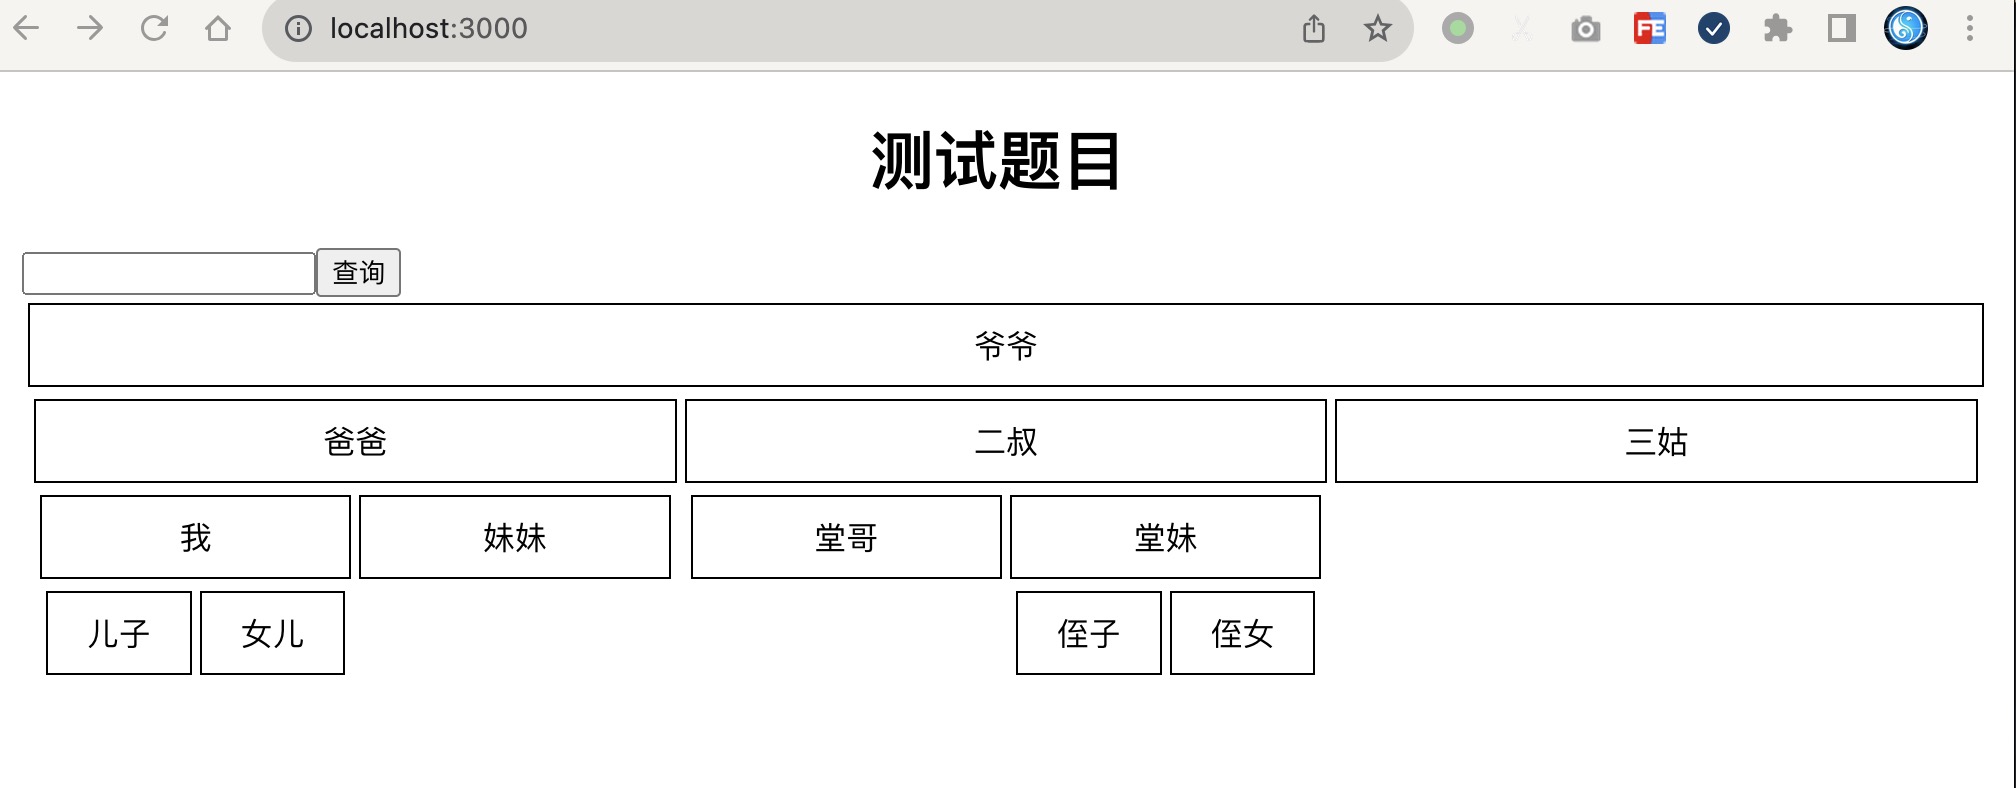 localhost:3000
FE
测试题目
查询
爷爷
爸爸 二叔 三姑
我 妹妹 堂哥 堂妹
儿子 女儿 侄子 侄女